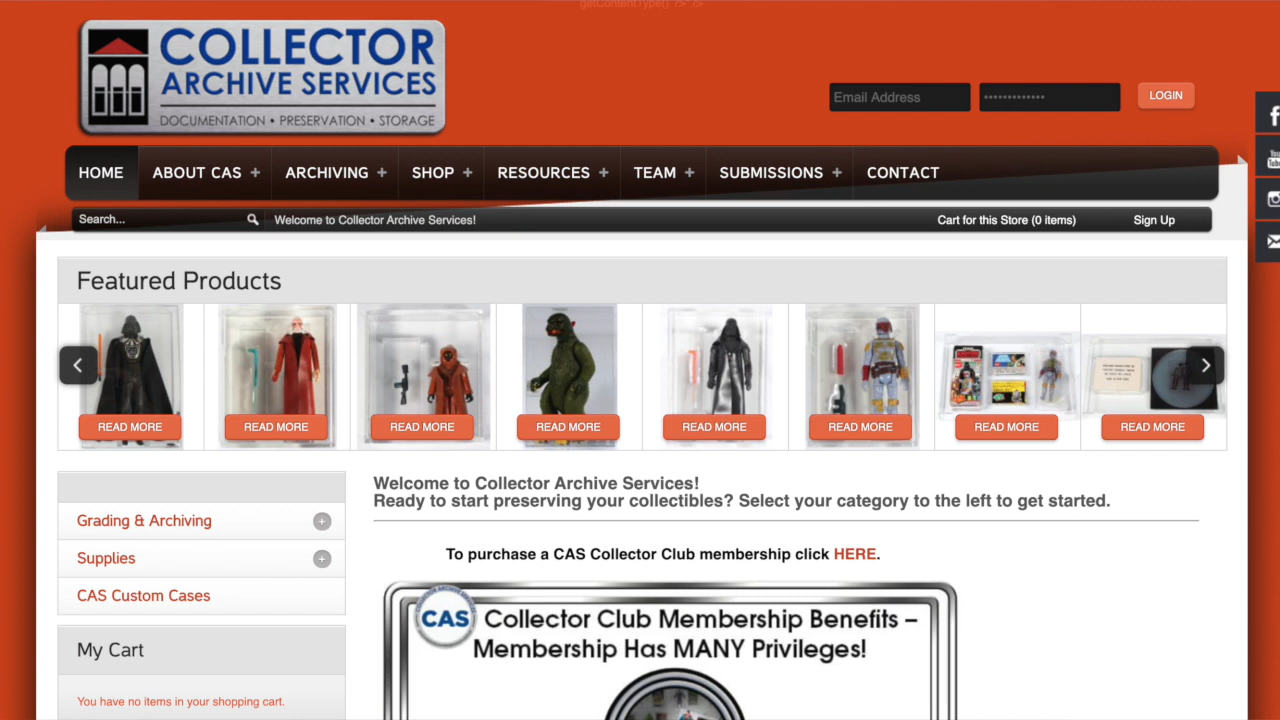 getContentType() ?>" />
COLLECTOR
ARCHIVE SERVICES
DOCUMENTATION • PRESERVATION • STORAGE
Email Address
•••••••••••••
LOGIN
HOME ABOUT CAS + ARCHIVING + SHOP + RESOURCES + TEAM + SUBMISSIONS + CONTACT
Search... Welcome to Collector Archive Services! Cart for this Store (0 items) Sign Up
You
Tube
Featured Products
READ MORE READ MORE READ MORE READ MORE READ MORE READ MORE READ MORE READ MORE
Grading & Archiving
Supplies
CAS Custom Cases
My Cart
You have no items in your shopping cart.
Welcome to Collector Archive Services!
Ready to start preserving your collectibles? Select your category to the left to get started.
To purchase a CAS Collector Club membership click HERE.
CAS
Collector Club Membership Benefits –
Membership Has MANY Privileges!